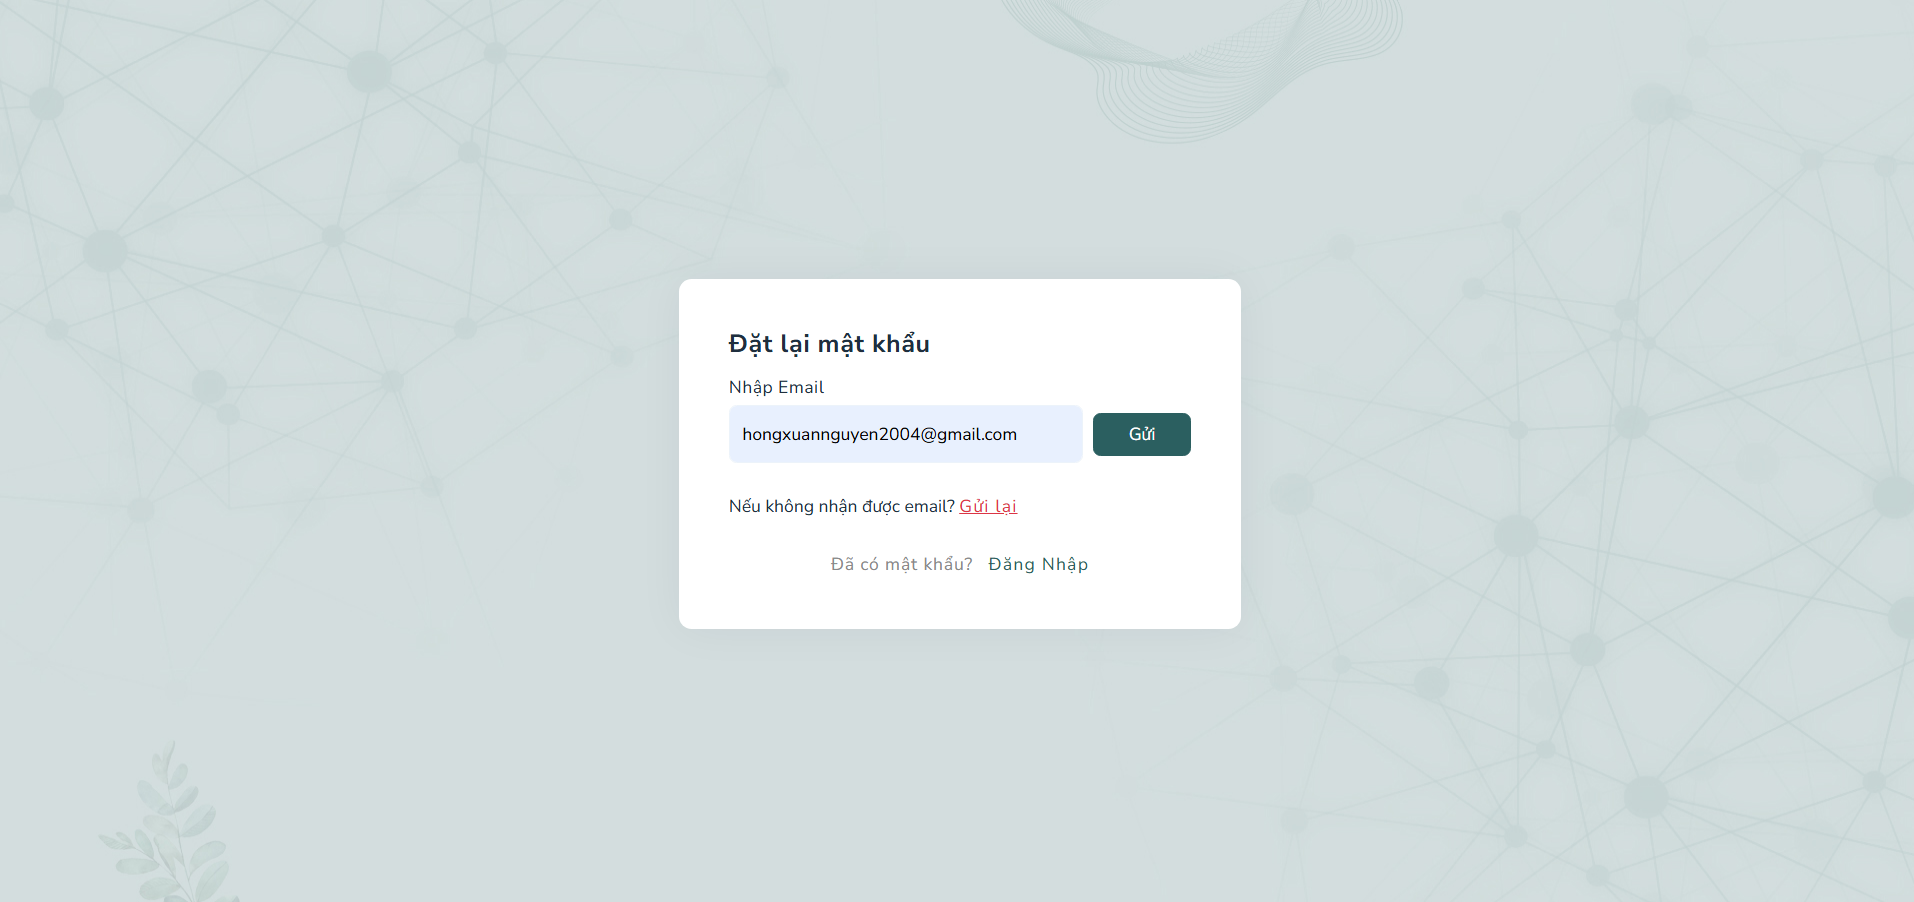 Đặt lại mật khẩu
Nhập Email
hongxuannguyen2004@gmail.com
Gửi
Nếu không nhận được email? Gửi lại
Đã có mật khẩu? Đăng Nhập